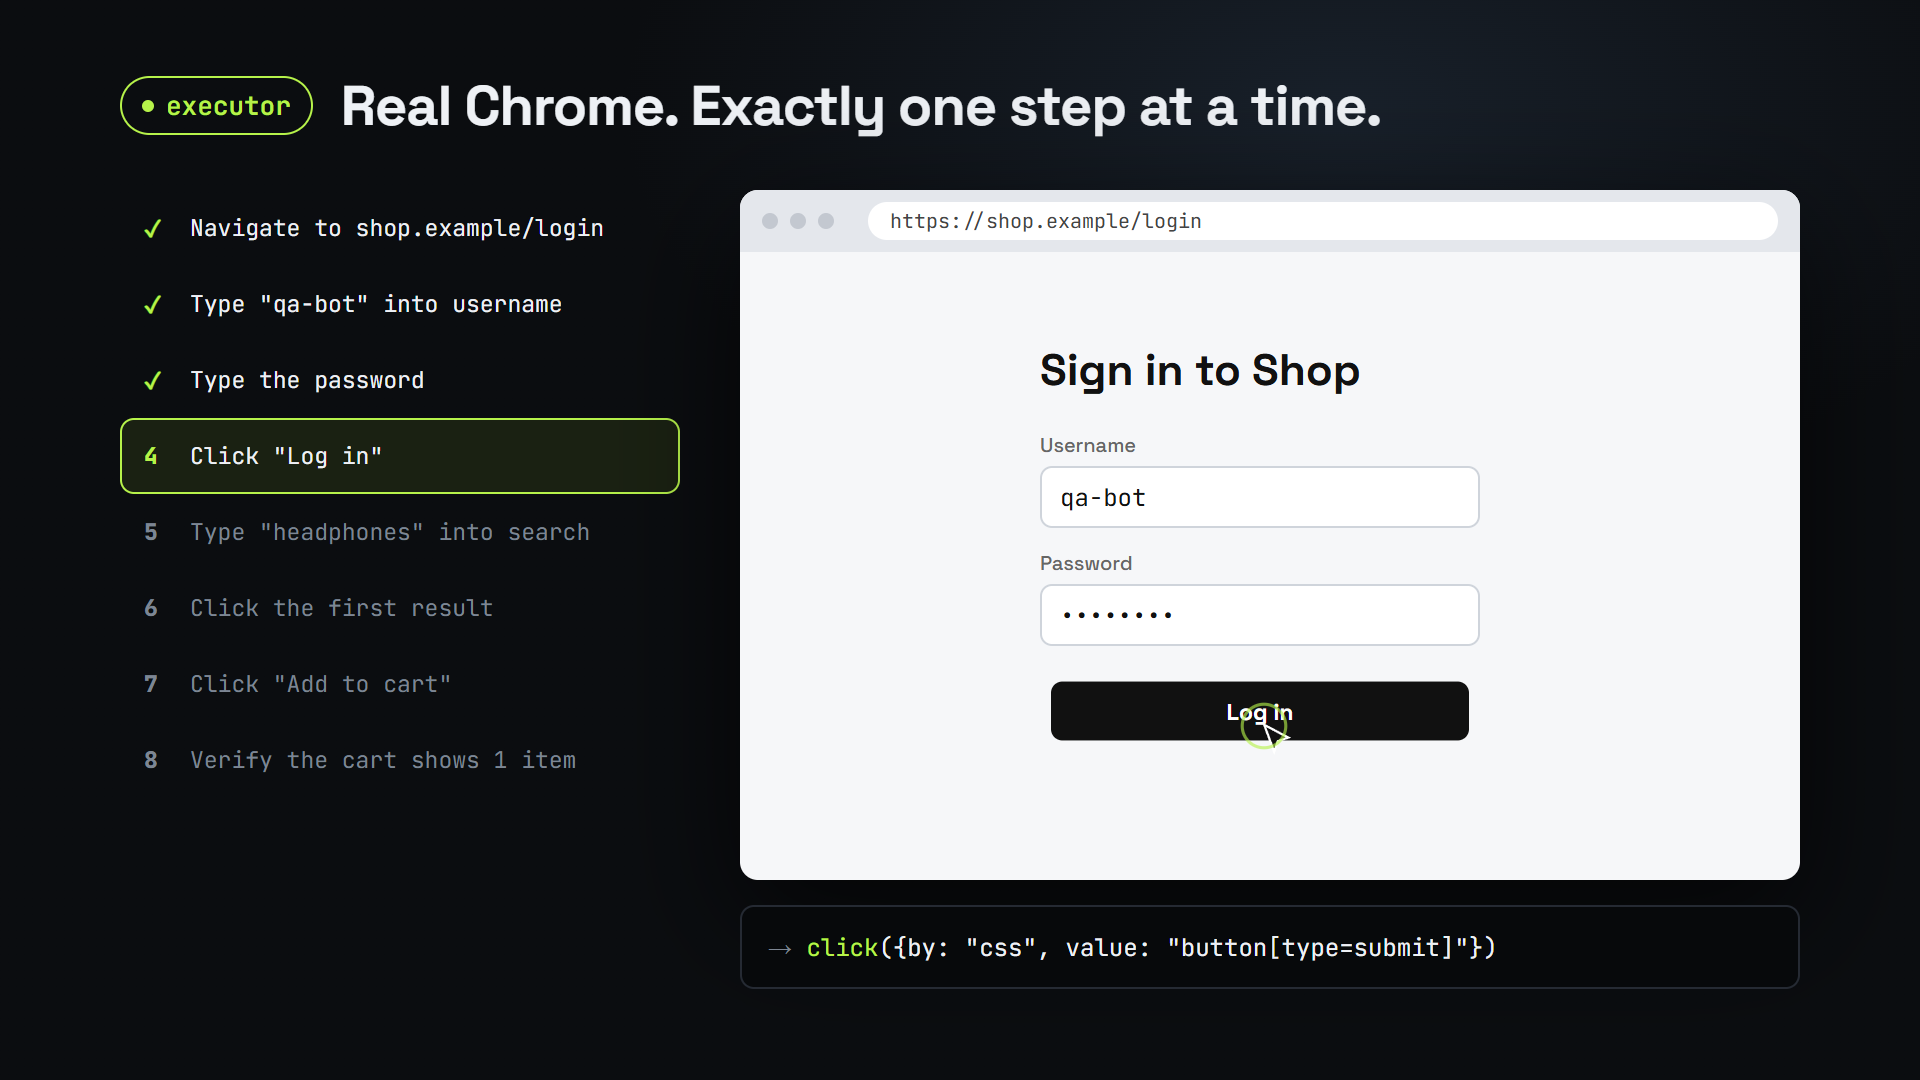 executor
Real Chrome. Exactly one step at a time.
✓ Navigate to shop.example/login
✓ Type "qa-bot" into username
✓ Type the password
4 Click "Log in"
5 Type "headphones" into search
6 Click the first result
7 Click "Add to cart"
8 Verify the cart shows 1 item
https://shop.example/login
Sign in to Shop
Username
qa-bot
Password
••••••••
Log in
→ click({by: "css", value: "button[type=submit]"})